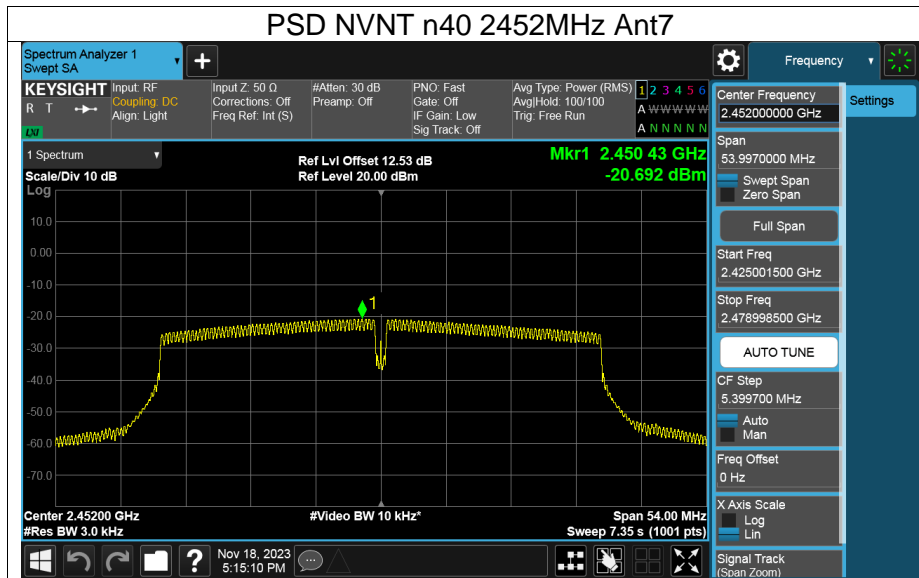 PSD NVNT n40 2452MHz Ant7
Spectrum Analyzer 1
Swept SA
+
Frequency
KEYSIGHT
R T
LXI
Input: RF
Coupling: DC
Align: Light
Input Z: 50 Ω
Corrections: Off
Freq Ref: Int (S)
#Atten: 30 dB
Preamp: Off
PNO: Fast
Gate: Off
IF Gain: Low
Sig Track: Off
Avg Type: Power (RMS)
Avg|Hold: 100/100
Trig: Free Run
1 2 3 4 5 6
A W W W W W
A N N N N N
1 Spectrum
Scale/Div 10 dB
Log
Ref Lvl Offset 12.53 dB
Ref Level 20.00 dBm
Mkr1 2.450 43 GHz
-20.692 dBm
10.0
0.00
-10.0
-20.0
-30.0
-40.0
-50.0
-60.0
-70.0
1
Center 2.45200 GHz
#Res BW 3.0 kHz
#Video BW 10 kHz*
Span 54.00 MHz
Sweep 7.35 s (1001 pts)
Nov 18, 2023
5:15:10 PM
?
Center Frequency
2.452000000 GHz
Settings
Span
53.9970000 MHz
Swept Span
Zero Span
Full Span
Start Freq
2.425001500 GHz
Stop Freq
2.478998500 GHz
AUTO TUNE
CF Step
5.399700 MHz
Auto
Man
Freq Offset
0 Hz
X Axis Scale
Log
Lin
Signal Track
(Span Zoom)